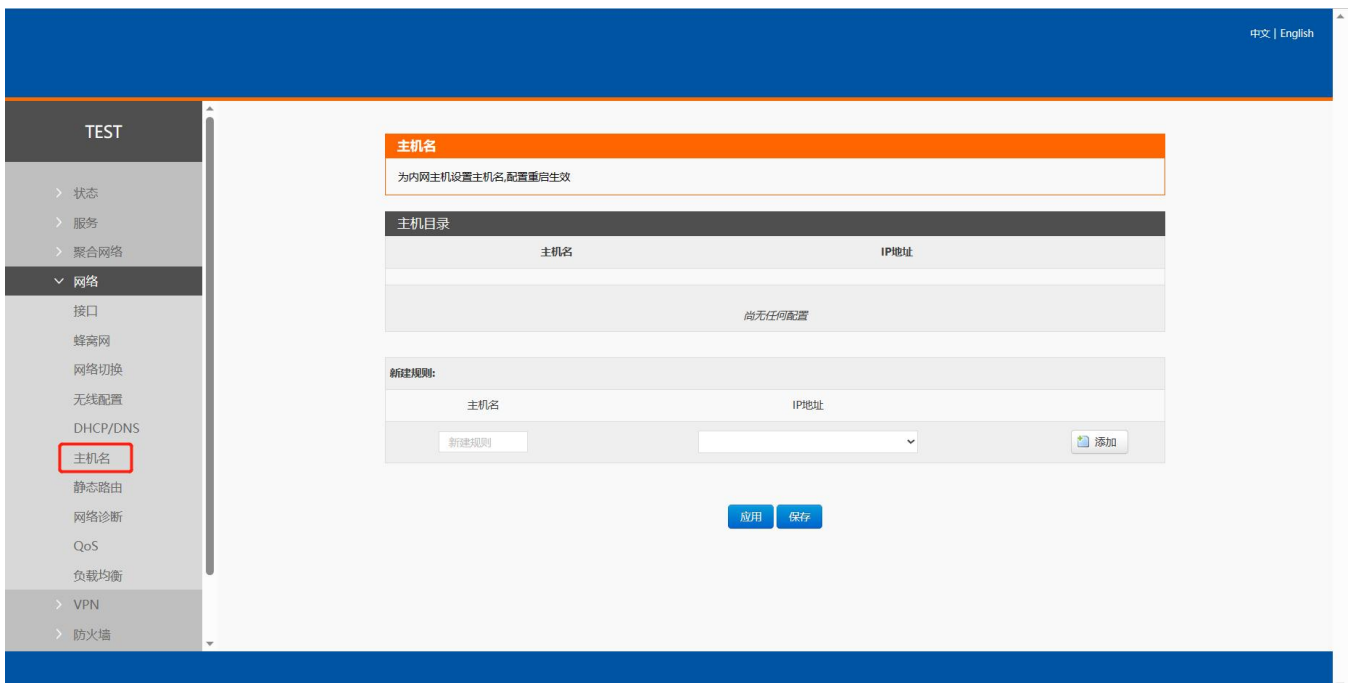 中文 | English
TEST
状态
服务
聚合网络
网络
接口
蜂窝网
网络切换
无线配置
DHCP/DNS
主机名
静态路由
网络诊断
QoS
负载均衡
VPN
防火墙
主机名
为内网主机设置主机名,配置重启生效
主机目录
主机名 IP地址
尚无任何配置
新建规则:
主机名 IP地址
新建规则 添加
应用 保存